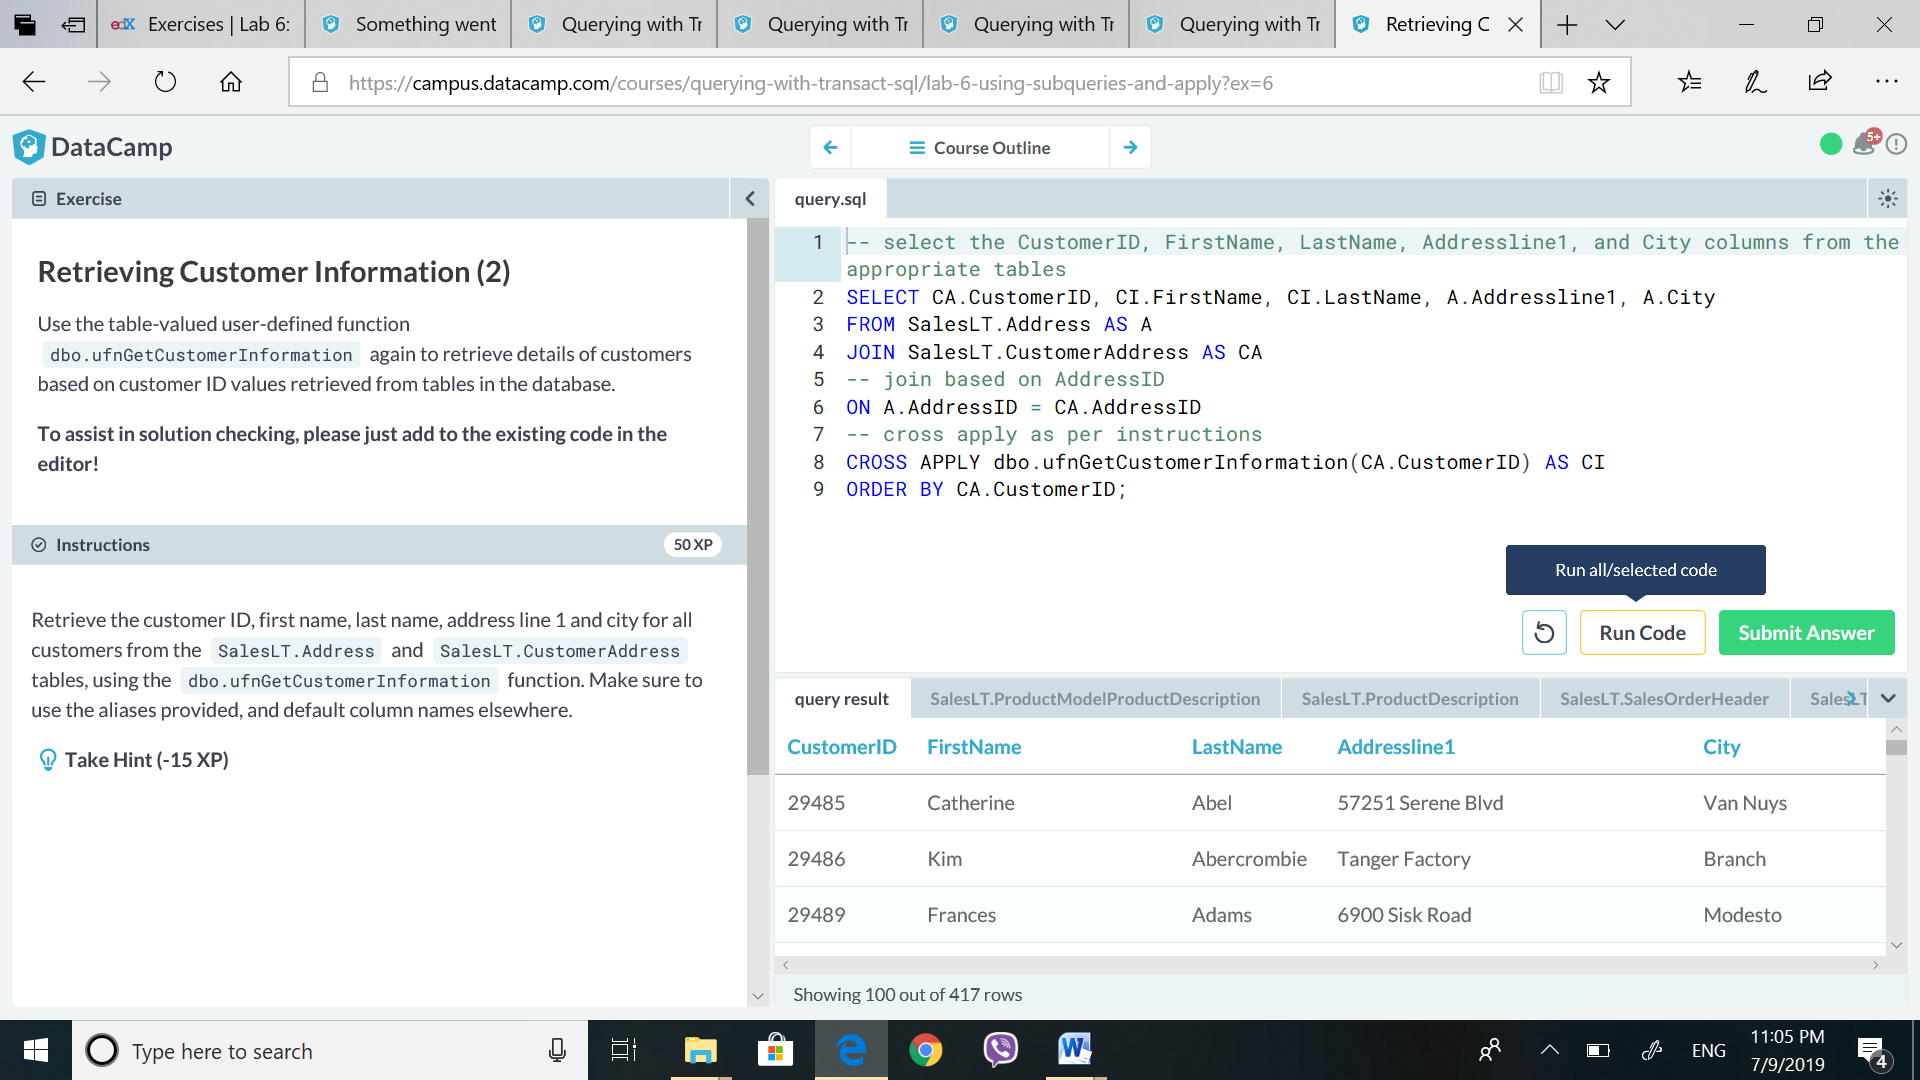 Exercises | Lab 6:
Something went
Querying with Tr
Querying with Tr
Querying with Tr
Querying with Tr
Retrieving C
https://campus.datacamp.com/courses/querying-with-transact-sql/lab-6-using-subqueries-and-apply?ex=6
DataCamp
Course Outline
5+
Exercise
Retrieving Customer Information (2)
Use the table-valued user-defined function
dbo.ufnGetCustomerInformation again to retrieve details of customers
based on customer ID values retrieved from tables in the database.
To assist in solution checking, please just add to the existing code in the
editor!
Instructions
50 XP
Retrieve the customer ID, first name, last name, address line 1 and city for all
customers from the SalesLT.Address and SalesLT.CustomerAddress
tables, using the dbo.ufnGetCustomerInformation function. Make sure to
use the aliases provided, and default column names elsewhere.
Take Hint (-15 XP)
query.sql
1 -- select the CustomerID, FirstName, LastName, Addressline1, and City columns from the
appropriate tables
2 SELECT CA.CustomerID, CI.FirstName, CI.LastName, A.Addressline1, A.City
3 FROM SalesLT.Address AS A
4 JOIN SalesLT.CustomerAddress AS CA
5 -- join based on AddressID
6 ON A.AddressID = CA.AddressID
7 -- cross apply as per instructions
8 CROSS APPLY dbo.ufnGetCustomerInformation(CA.CustomerID) AS CI
9 ORDER BY CA.CustomerID;
Run all/selected code
Run Code
Submit Answer
query result
SalesLT.ProductModelProductDescription
SalesLT.ProductDescription
SalesLT.SalesOrderHeader
SalesLT
CustomerID FirstName LastName Addressline1 City
29485 Catherine Abel 57251 Serene Blvd Van Nuys
29486 Kim Abercrombie Tanger Factory Branch
29489 Frances Adams 6900 Sisk Road Modesto
Showing 100 out of 417 rows
Type here to search
ENG
11:05 PM
7/9/2019
4